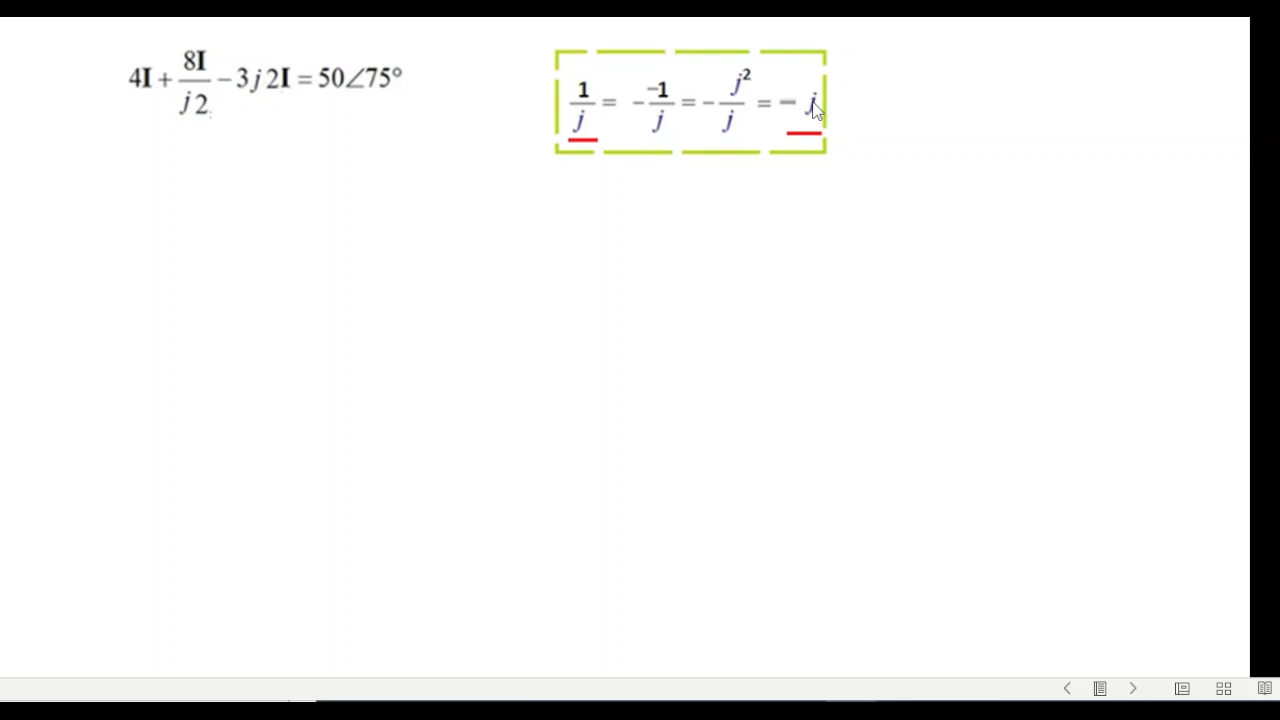 4I + 8I/j2 − 3j2I = 50∠75°
1/j = − −1/j = − j²/j = − j